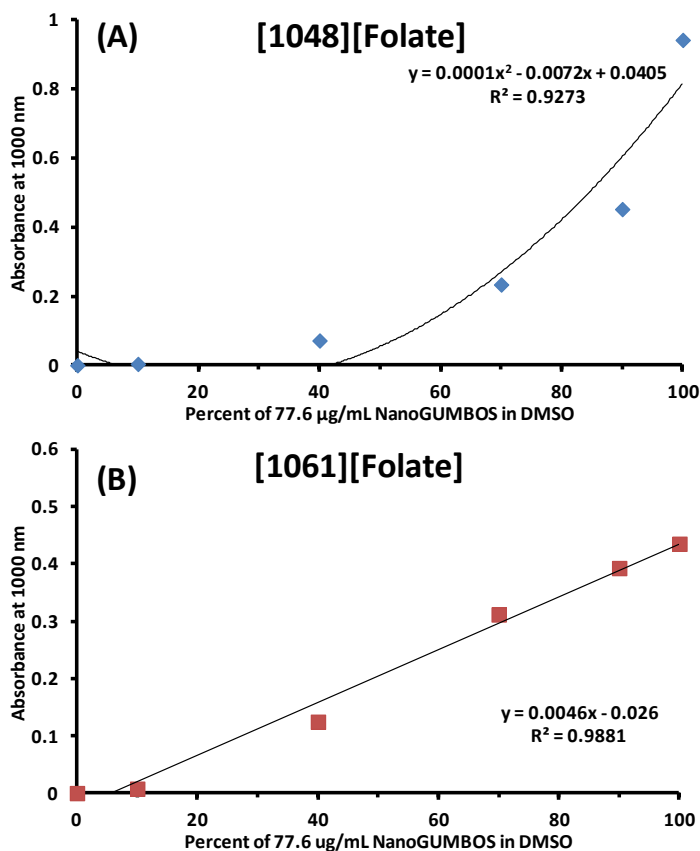 (A) [1048][Folate]
y = 0.0001x² - 0.0072x + 0.0405
R² = 0.9273
Absorbance at 1000 nm
1
0.8
0.6
0.4
0.2
0
0 20 40 60 80 100
Percent of 77.6 µg/mL NanoGUMBOS in DMSO
(B) [1061][Folate]
Absorbance at 1000 nm
0.6
0.5
0.4
0.3
0.2
0.1
0
y = 0.0046x - 0.026
R² = 0.9881
0 20 40 60 80 100
Percent of 77.6 ug/mL NanoGUMBOS in DMSO